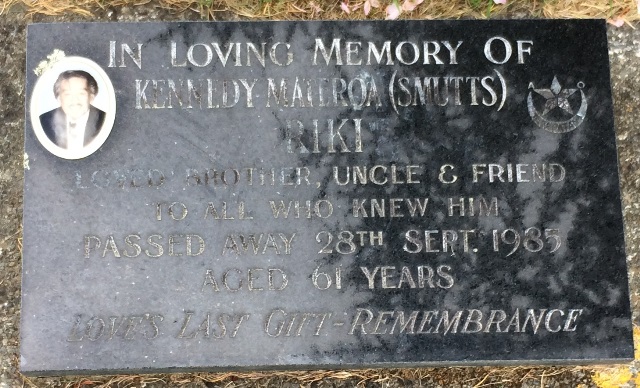 IN LOVING MEMORY OF
KENNEDY MATEROA (SMUTTS)
RIKI
LOVED BROTHER, UNCLE & FRIEND
TO ALL WHO KNEW HIM
PASSED AWAY 28TH SEPT. 1985
AGED 61 YEARS
LOVE'S LAST GIFT-REMEMBRANCE